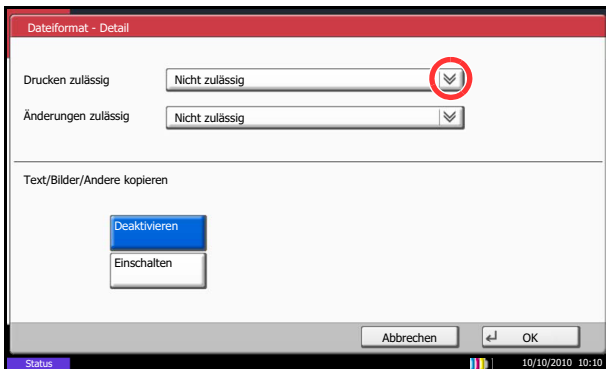 Dateiformat - Detail
Drucken zulässig
Nicht zulässig
Änderungen zulässig
Nicht zulässig
Text/Bilder/Andere kopieren
Deaktivieren
Einschalten
Abbrechen
OK
Status
10/10/2010 10:10